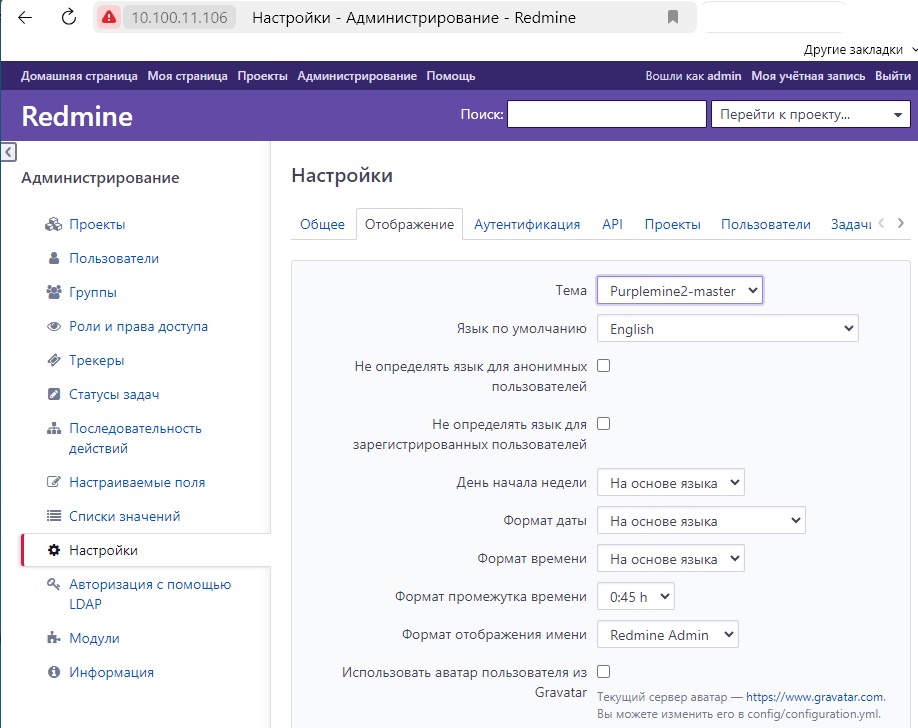 10.100.11.106 Настройки - Администрирование - Redmine
Другие закладки
Домашняя страница Моя страница Проекты Администрирование Помощь Вошли как admin Моя учётная запись Выйти
Redmine Поиск: Перейти к проекту...
Администрирование
Проекты
Пользователи
Группы
Роли и права доступа
Трекеры
Статусы задач
Последовательность
действий
Настраиваемые поля
Списки значений
Настройки
Авторизация с помощью
LDAP
Модули
Информация
Настройки
Общее Отображение Аутентификация API Проекты Пользователи Задачи
Тема Purplemine2-master
Язык по умолчанию English
Не определять язык для анонимных
пользователей
Не определять язык для
зарегистрированных пользователей
День начала недели На основе языка
Формат даты На основе языка
Формат времени На основе языка
Формат промежутка времени 0:45 h
Формат отображения имени Redmine Admin
Использовать аватар пользователя из
Gravatar
Текущий сервер аватар — https://www.gravatar.com.
Вы можете изменить его в config/configuration.yml.